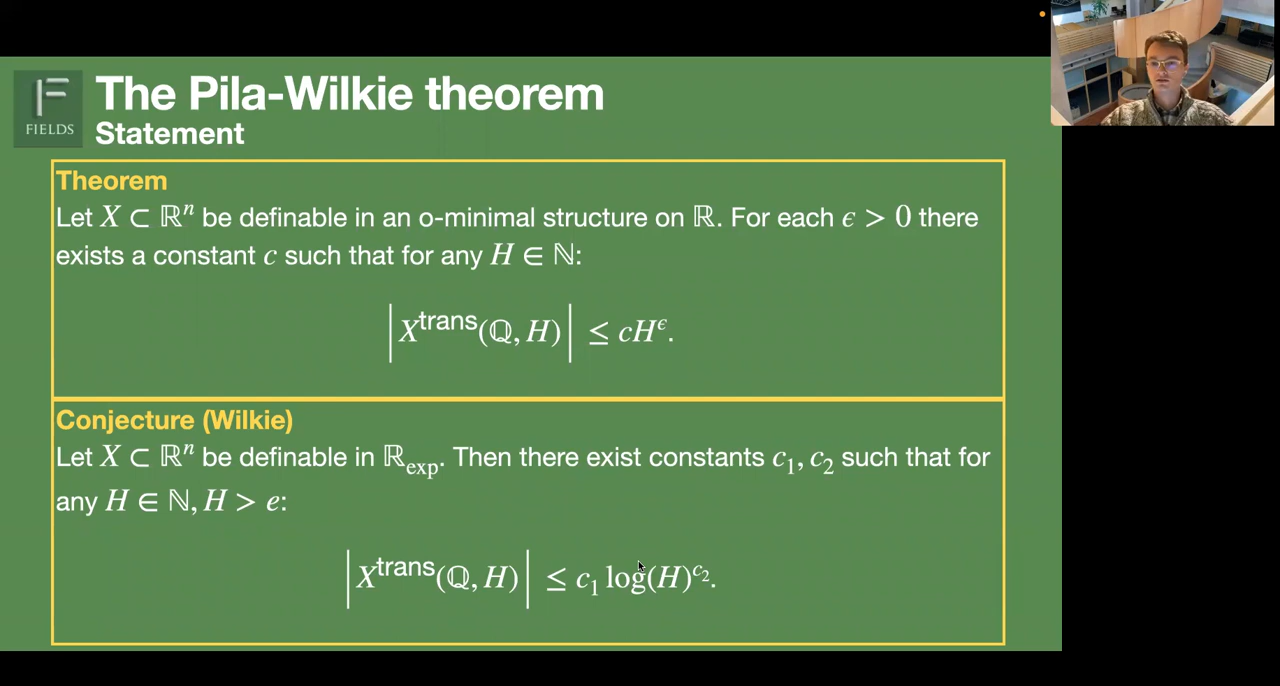 FIELDS
The Pila-Wilkie theorem
Statement
Theorem
Let X ⊂ ℝⁿ be definable in an o-minimal structure on ℝ. For each ϵ > 0 there
exists a constant c such that for any H ∈ ℕ:
|X^trans(ℚ, H)| ≤ cH^ϵ.
Conjecture (Wilkie)
Let X ⊂ ℝⁿ be definable in ℝ_exp. Then there exist constants c₁, c₂ such that for
any H ∈ ℕ, H > e:
|X^trans(ℚ, H)| ≤ c₁ log(H)^c₂.